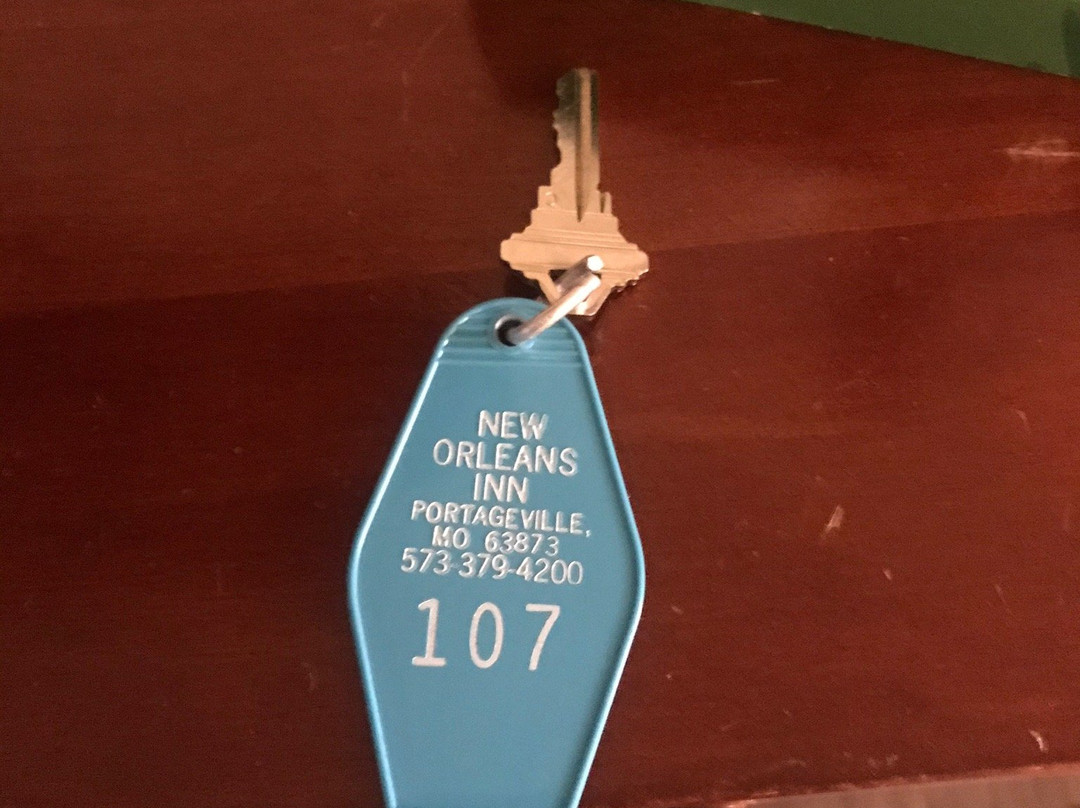 NEW
ORLEANS
INN
PORTAGEVILLE,
MO 63873
573-379-4200
107